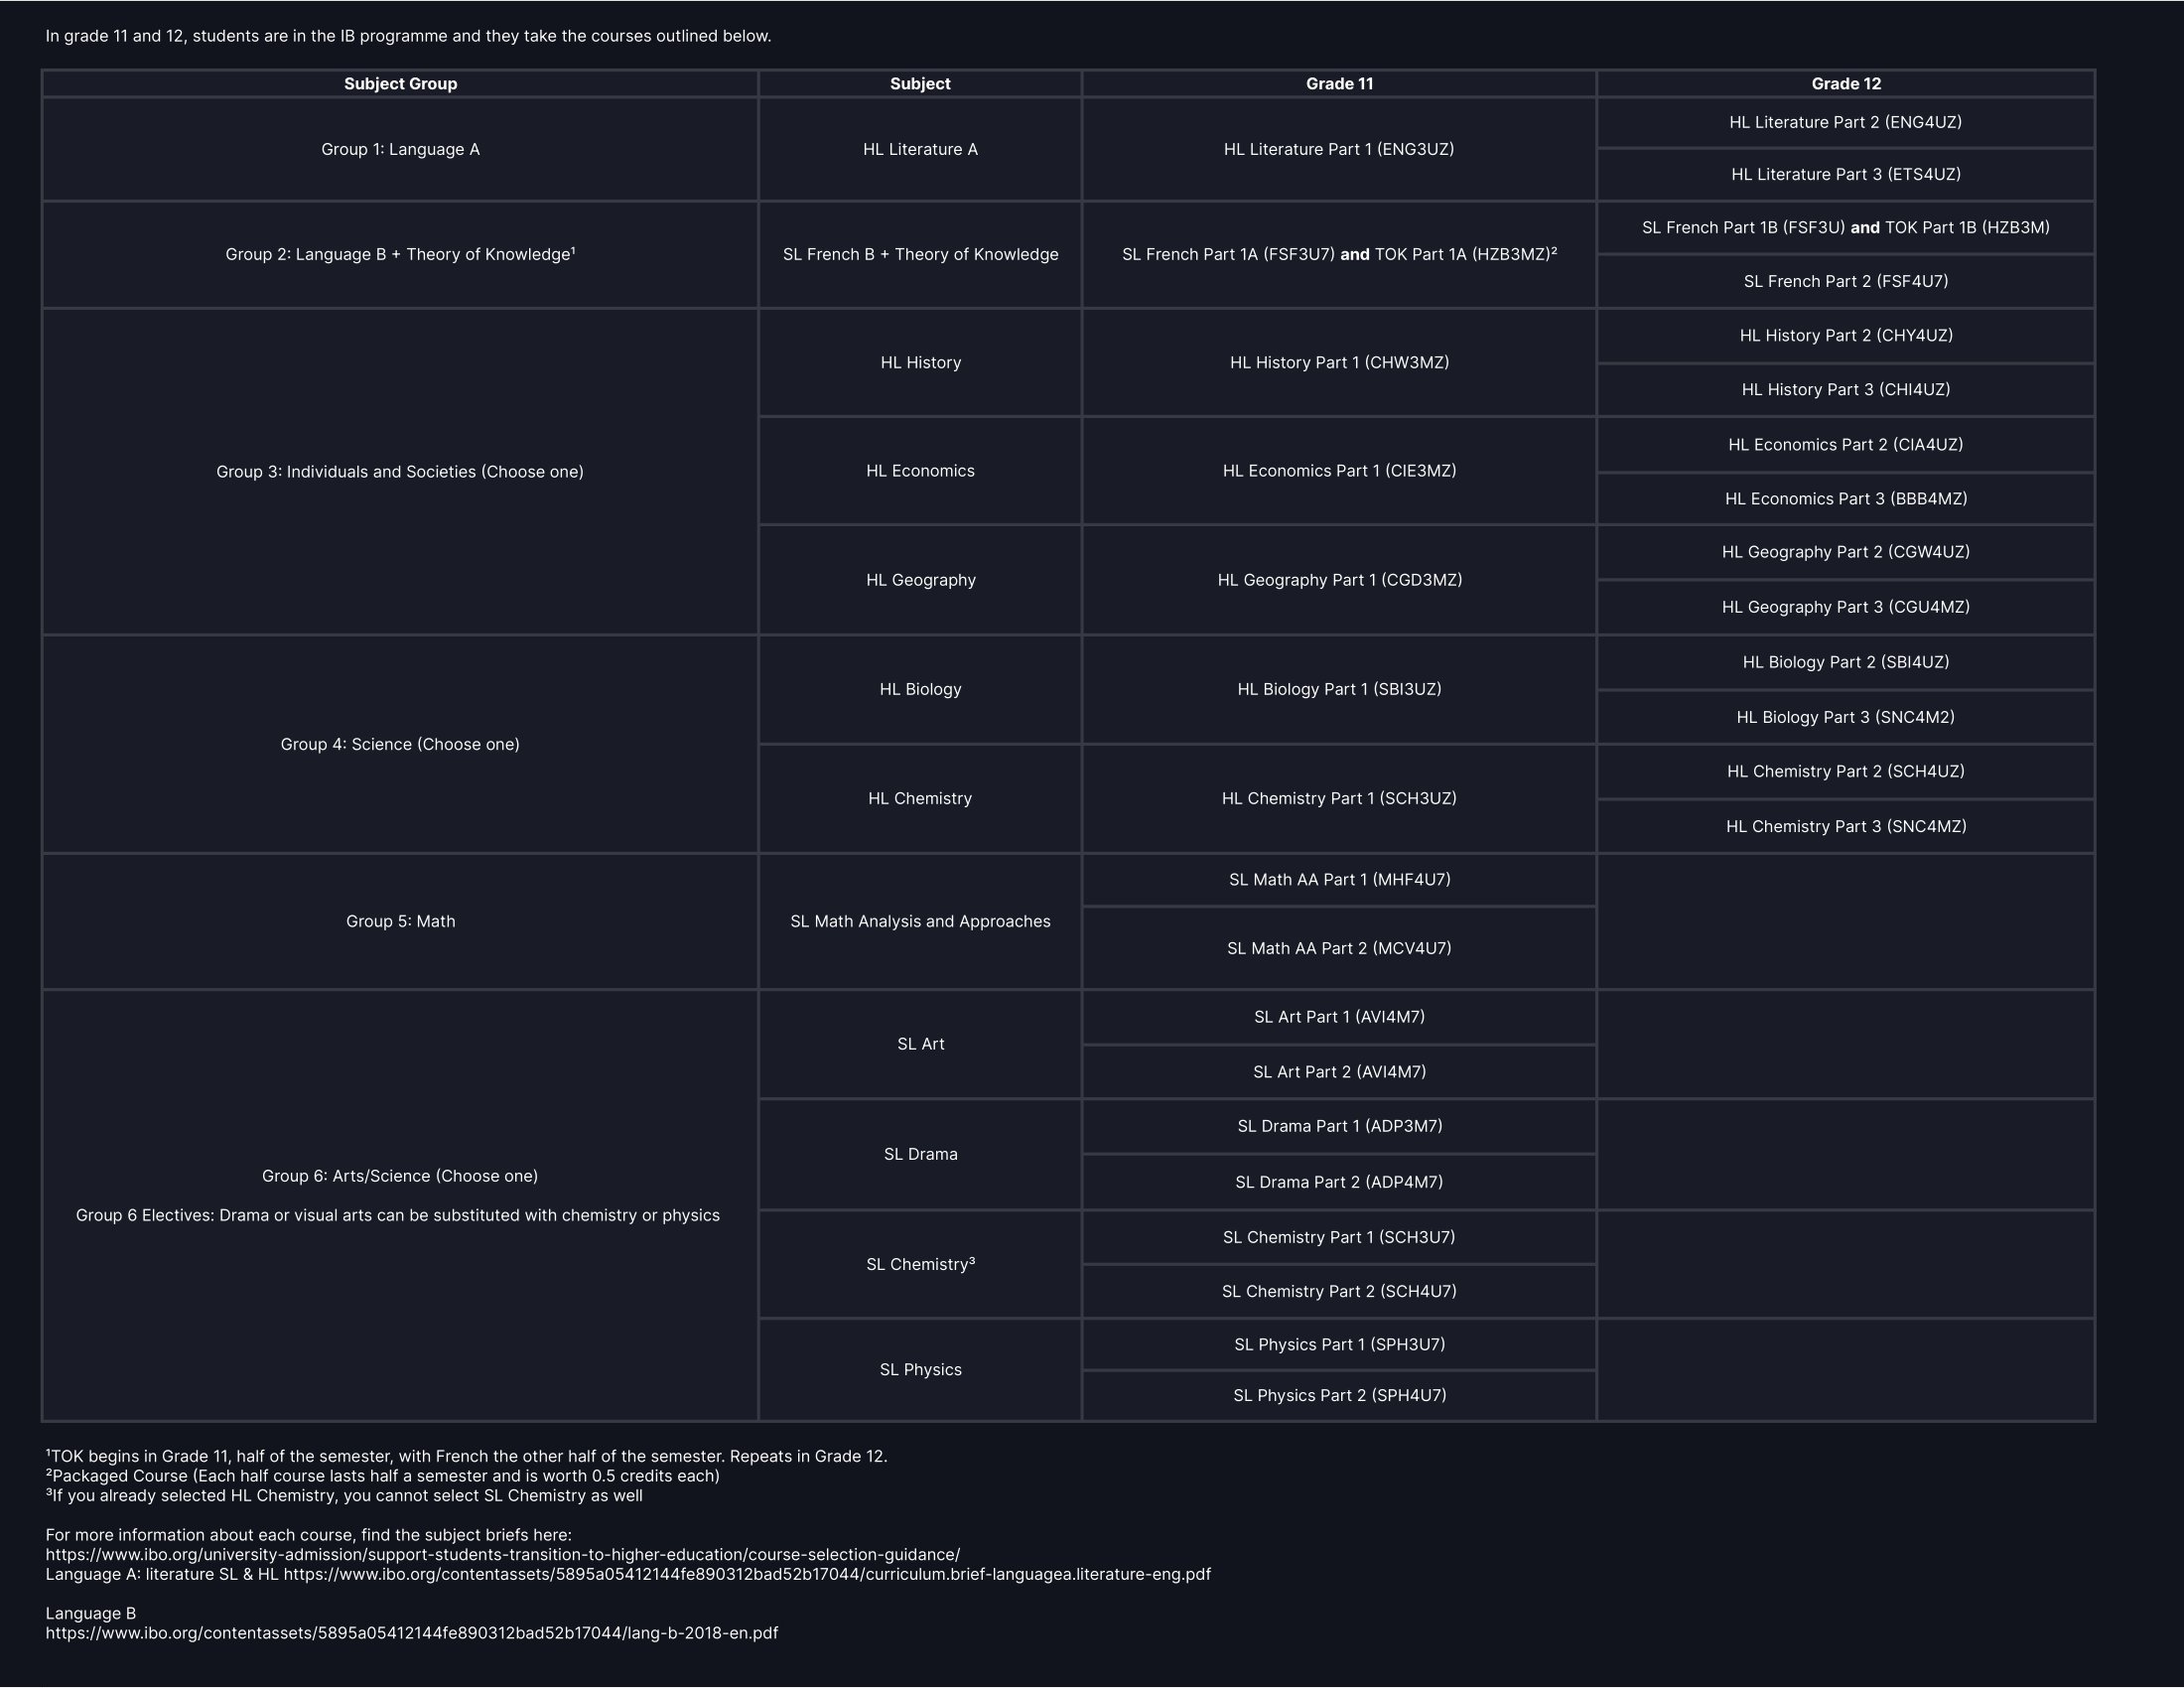 In grade 11 and 12, students are in the IB programme and they take the courses outlined below.
Subject Group
Subject
Grade 11
Grade 12
Group 1: Language A
HL Literature A
HL Literature Part 1 (ENG3UZ)
HL Literature Part 2 (ENG4UZ)
HL Literature Part 3 (ETS4UZ)
Group 2: Language B + Theory of Knowledge¹
SL French B + Theory of Knowledge
SL French Part 1A (FSF3U7) and TOK Part 1A (HZB3MZ)²
SL French Part 1B (FSF3U) and TOK Part 1B (HZB3M)
SL French Part 2 (FSF4U7)
Group 3: Individuals and Societies (Choose one)
HL History
HL History Part 1 (CHW3MZ)
HL History Part 2 (CHY4UZ)
HL History Part 3 (CHI4UZ)
HL Economics
HL Economics Part 1 (CIE3MZ)
HL Economics Part 2 (CIA4UZ)
HL Economics Part 3 (BBB4MZ)
HL Geography
HL Geography Part 1 (CGD3MZ)
HL Geography Part 2 (CGW4UZ)
HL Geography Part 3 (CGU4MZ)
Group 4: Science (Choose one)
HL Biology
HL Biology Part 1 (SBI3UZ)
HL Biology Part 2 (SBI4UZ)
HL Biology Part 3 (SNC4M2)
HL Chemistry
HL Chemistry Part 1 (SCH3UZ)
HL Chemistry Part 2 (SCH4UZ)
HL Chemistry Part 3 (SNC4MZ)
Group 5: Math
SL Math Analysis and Approaches
SL Math AA Part 1 (MHF4U7)
SL Math AA Part 2 (MCV4U7)
Group 6: Arts/Science (Choose one)
Group 6 Electives: Drama or visual arts can be substituted with chemistry or physics
SL Art
SL Art Part 1 (AVI4M7)
SL Art Part 2 (AVI4M7)
SL Drama
SL Drama Part 1 (ADP3M7)
SL Drama Part 2 (ADP4M7)
SL Chemistry³
SL Chemistry Part 1 (SCH3U7)
SL Chemistry Part 2 (SCH4U7)
SL Physics
SL Physics Part 1 (SPH3U7)
SL Physics Part 2 (SPH4U7)
¹TOK begins in Grade 11, half of the semester, with French the other half of the semester. Repeats in Grade 12.
²Packaged Course (Each half course lasts half a semester and is worth 0.5 credits each)
³If you already selected HL Chemistry, you cannot select SL Chemistry as well
For more information about each course, find the subject briefs here:
https://www.ibo.org/university-admission/support-students-transition-to-higher-education/course-selection-guidance/
Language A: literature SL & HL https://www.ibo.org/contentassets/5895a05412144fe890312bad52b17044/curriculum.brief-languagea.literature-eng.pdf
Language B
https://www.ibo.org/contentassets/5895a05412144fe890312bad52b17044/lang-b-2018-en.pdf